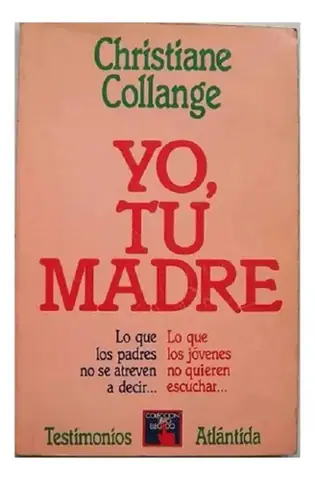 Christiane
Collange
YO,
TU
MADRE
Lo que
los padres
no se atreven
a decir...
Lo que
los jóvenes
no quieren
escuchar...
COLECCION
Testimonios
Atlántida